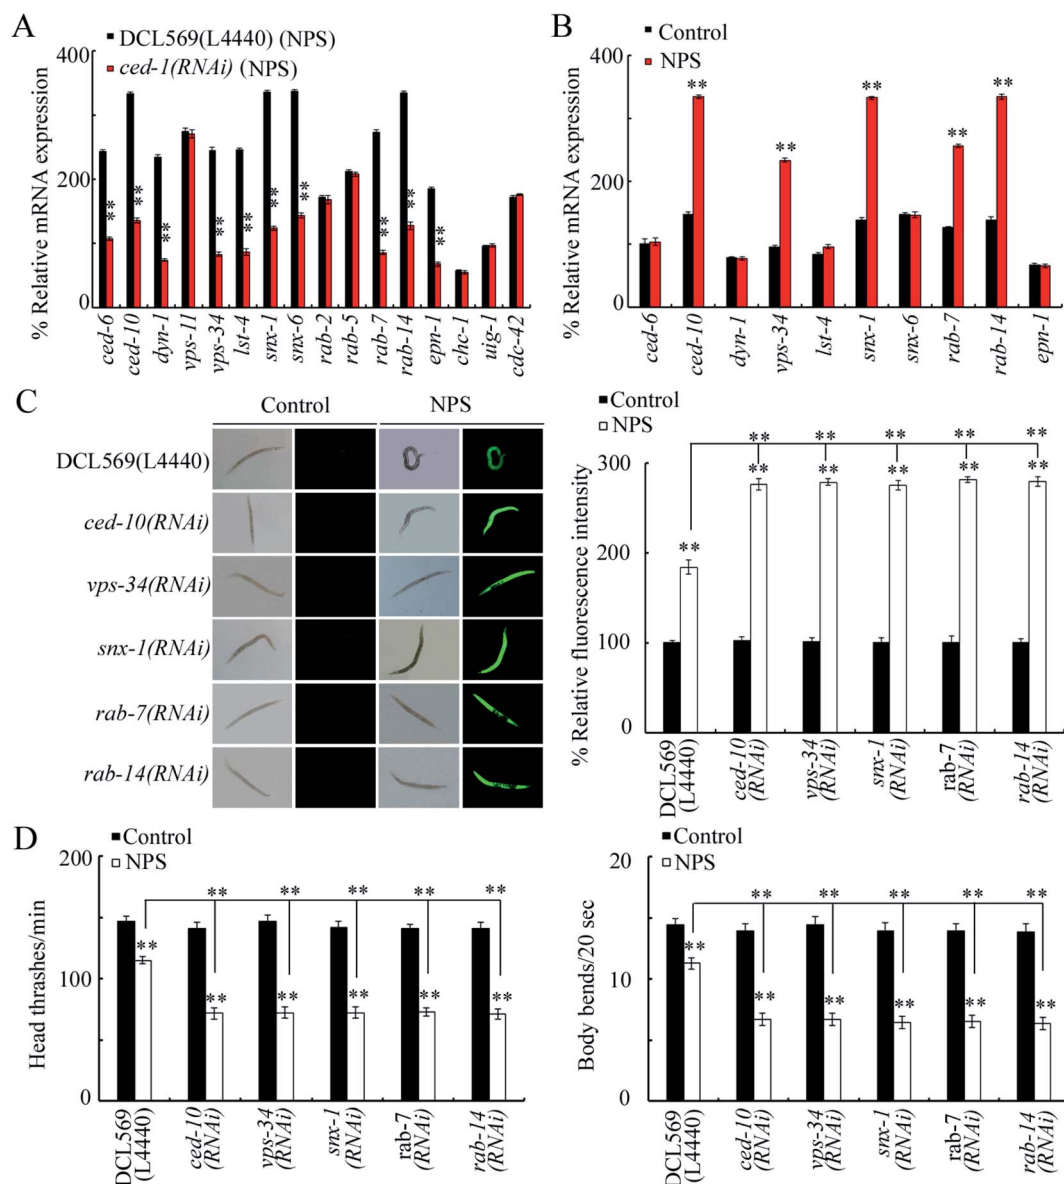 A
DCL569(L4440) (NPS)
ced-1(RNAi) (NPS)
% Relative mRNA expression
400
200
0
** ** ** ** ** ** ** ** ** **
ced-6 ced-10 dyn-1 vps-11 vps-34 lst-4 snx-1 snx-6 rab-2 rab-5 rab-7 rab-14 epn-1 chc-1 uig-1 cdc-42
B
Control
NPS
% Relative mRNA expression
400
200
0
** ** ** ** **
ced-6 ced-10 dyn-1 vps-34 lst-4 snx-1 snx-6 rab-7 rab-14 epn-1
C
Control NPS
DCL569(L4440)
ced-10(RNAi)
vps-34(RNAi)
snx-1(RNAi)
rab-7(RNAi)
rab-14(RNAi)
Control
NPS
% Relative fluorescence intensity
300
200
100
0
** ** ** ** **
** ** ** ** ** **
DCL569 (L4440)
ced-10 (RNAi)
vps-34 (RNAi)
snx-1 (RNAi)
rab-7 (RNAi)
rab-14 (RNAi)
D
Control
NPS
Head thrashes/min
200
100
0
** ** ** ** **
** ** ** ** ** **
DCL569 (L4440)
ced-10 (RNAi)
vps-34 (RNAi)
snx-1 (RNAi)
rab-7 (RNAi)
rab-14 (RNAi)
Control
NPS
Body bends/20 sec
20
10
0
** ** ** ** **
** ** ** ** ** **
DCL569 (L4440)
ced-10 (RNAi)
vps-34 (RNAi)
snx-1 (RNAi)
rab-7 (RNAi)
rab-14 (RNAi)